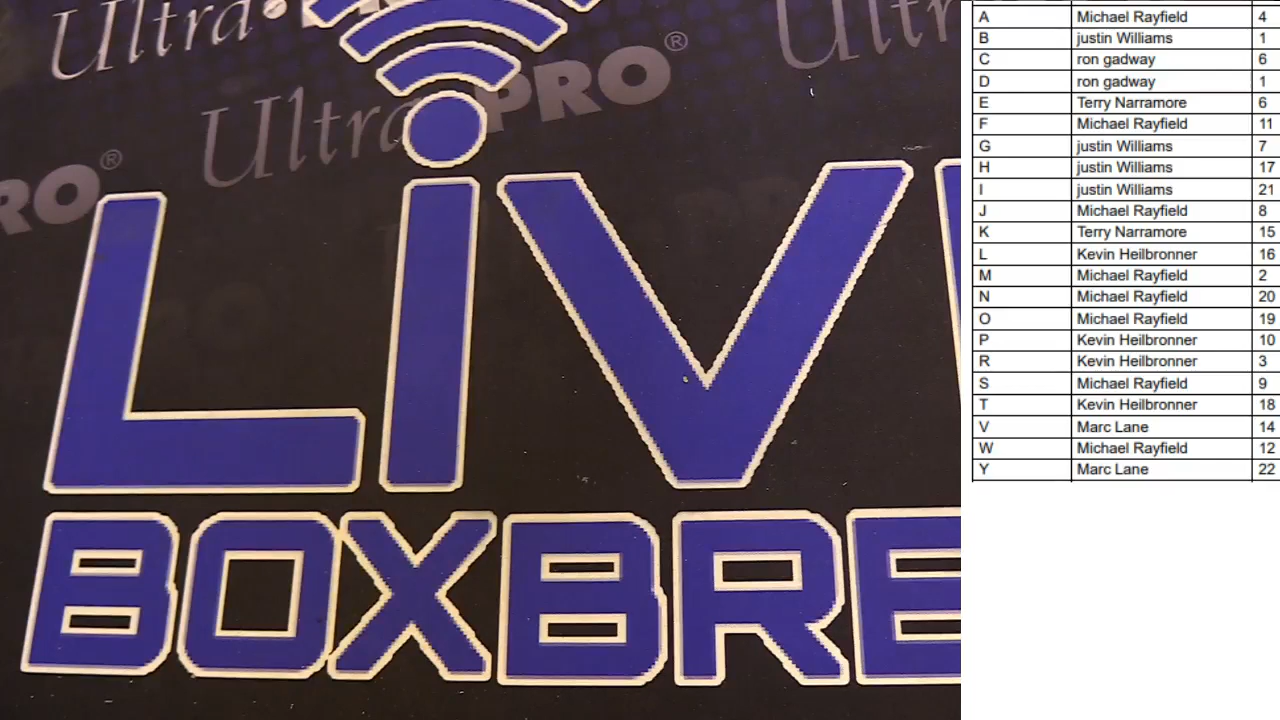 Ultra PRO
Ultra PRO®
Ultra
RO®
LiV
BOXBRE
A Michael Rayfield 4
B justin Williams 1
C ron gadway 6
D ron gadway 1
E Terry Narramore 6
F Michael Rayfield 11
G justin Williams 7
H justin Williams 17
I justin Williams 21
J Michael Rayfield 8
K Terry Narramore 15
L Kevin Heilbronner 16
M Michael Rayfield 2
N Michael Rayfield 20
O Michael Rayfield 19
P Kevin Heilbronner 10
R Kevin Heilbronner 3
S Michael Rayfield 9
T Kevin Heilbronner 18
V Marc Lane 14
W Michael Rayfield 12
Y Marc Lane 22